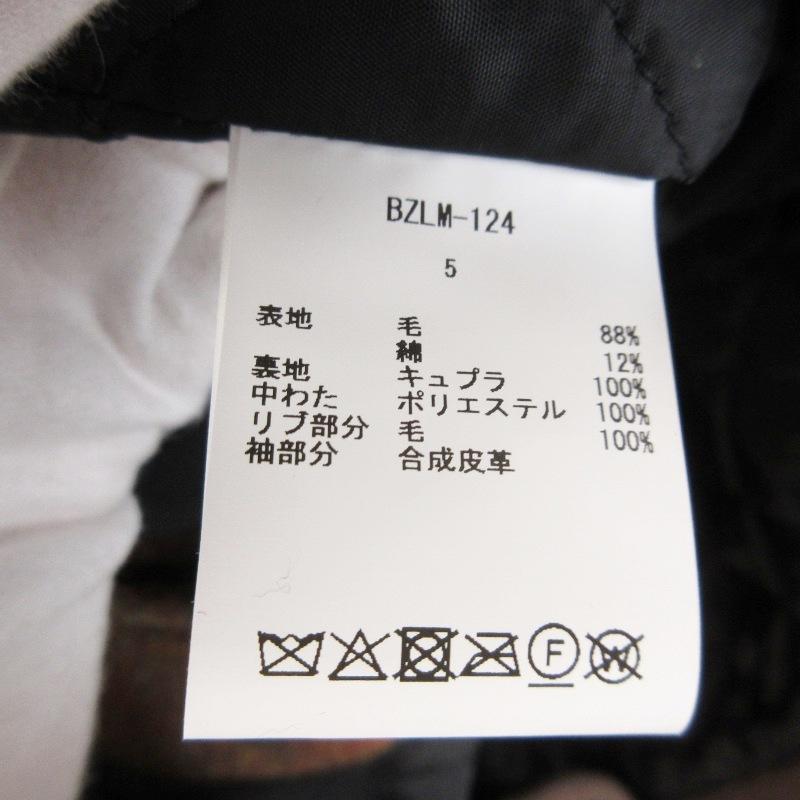 BZLM-124
5
表地 毛 88%
綿 12%
裏地 キュプラ 100%
中わた ポリエステル 100%
リブ部分 毛 100%
袖部分 合成皮革
F W